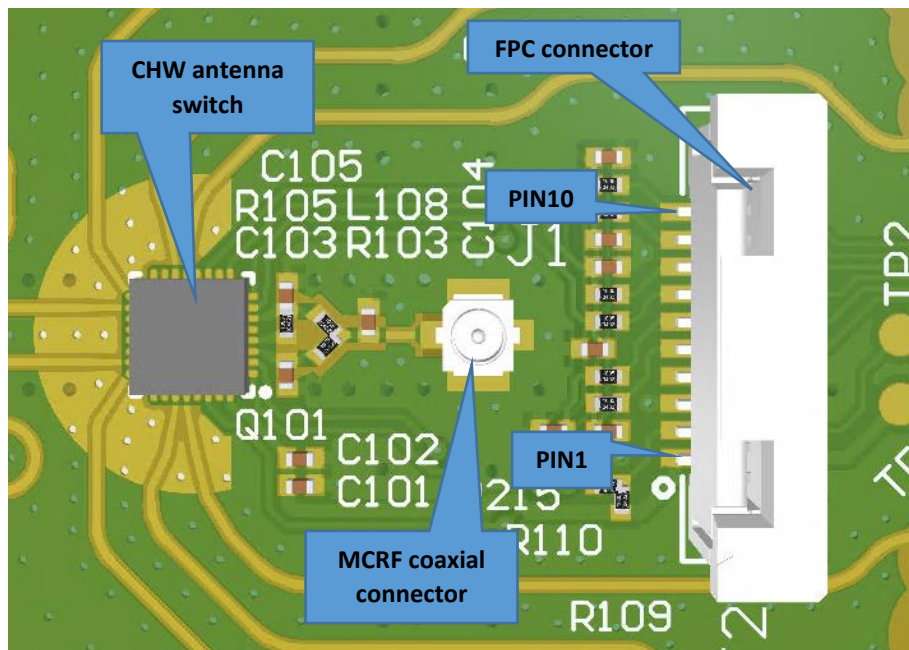 CHW antenna
switch
FPC connector
C105
R105 L108
C103 R103
C104
PIN10
J1
TP2
Q101
C102
C101
PIN1
215
R110
MCRF coaxial
connector
R109
2